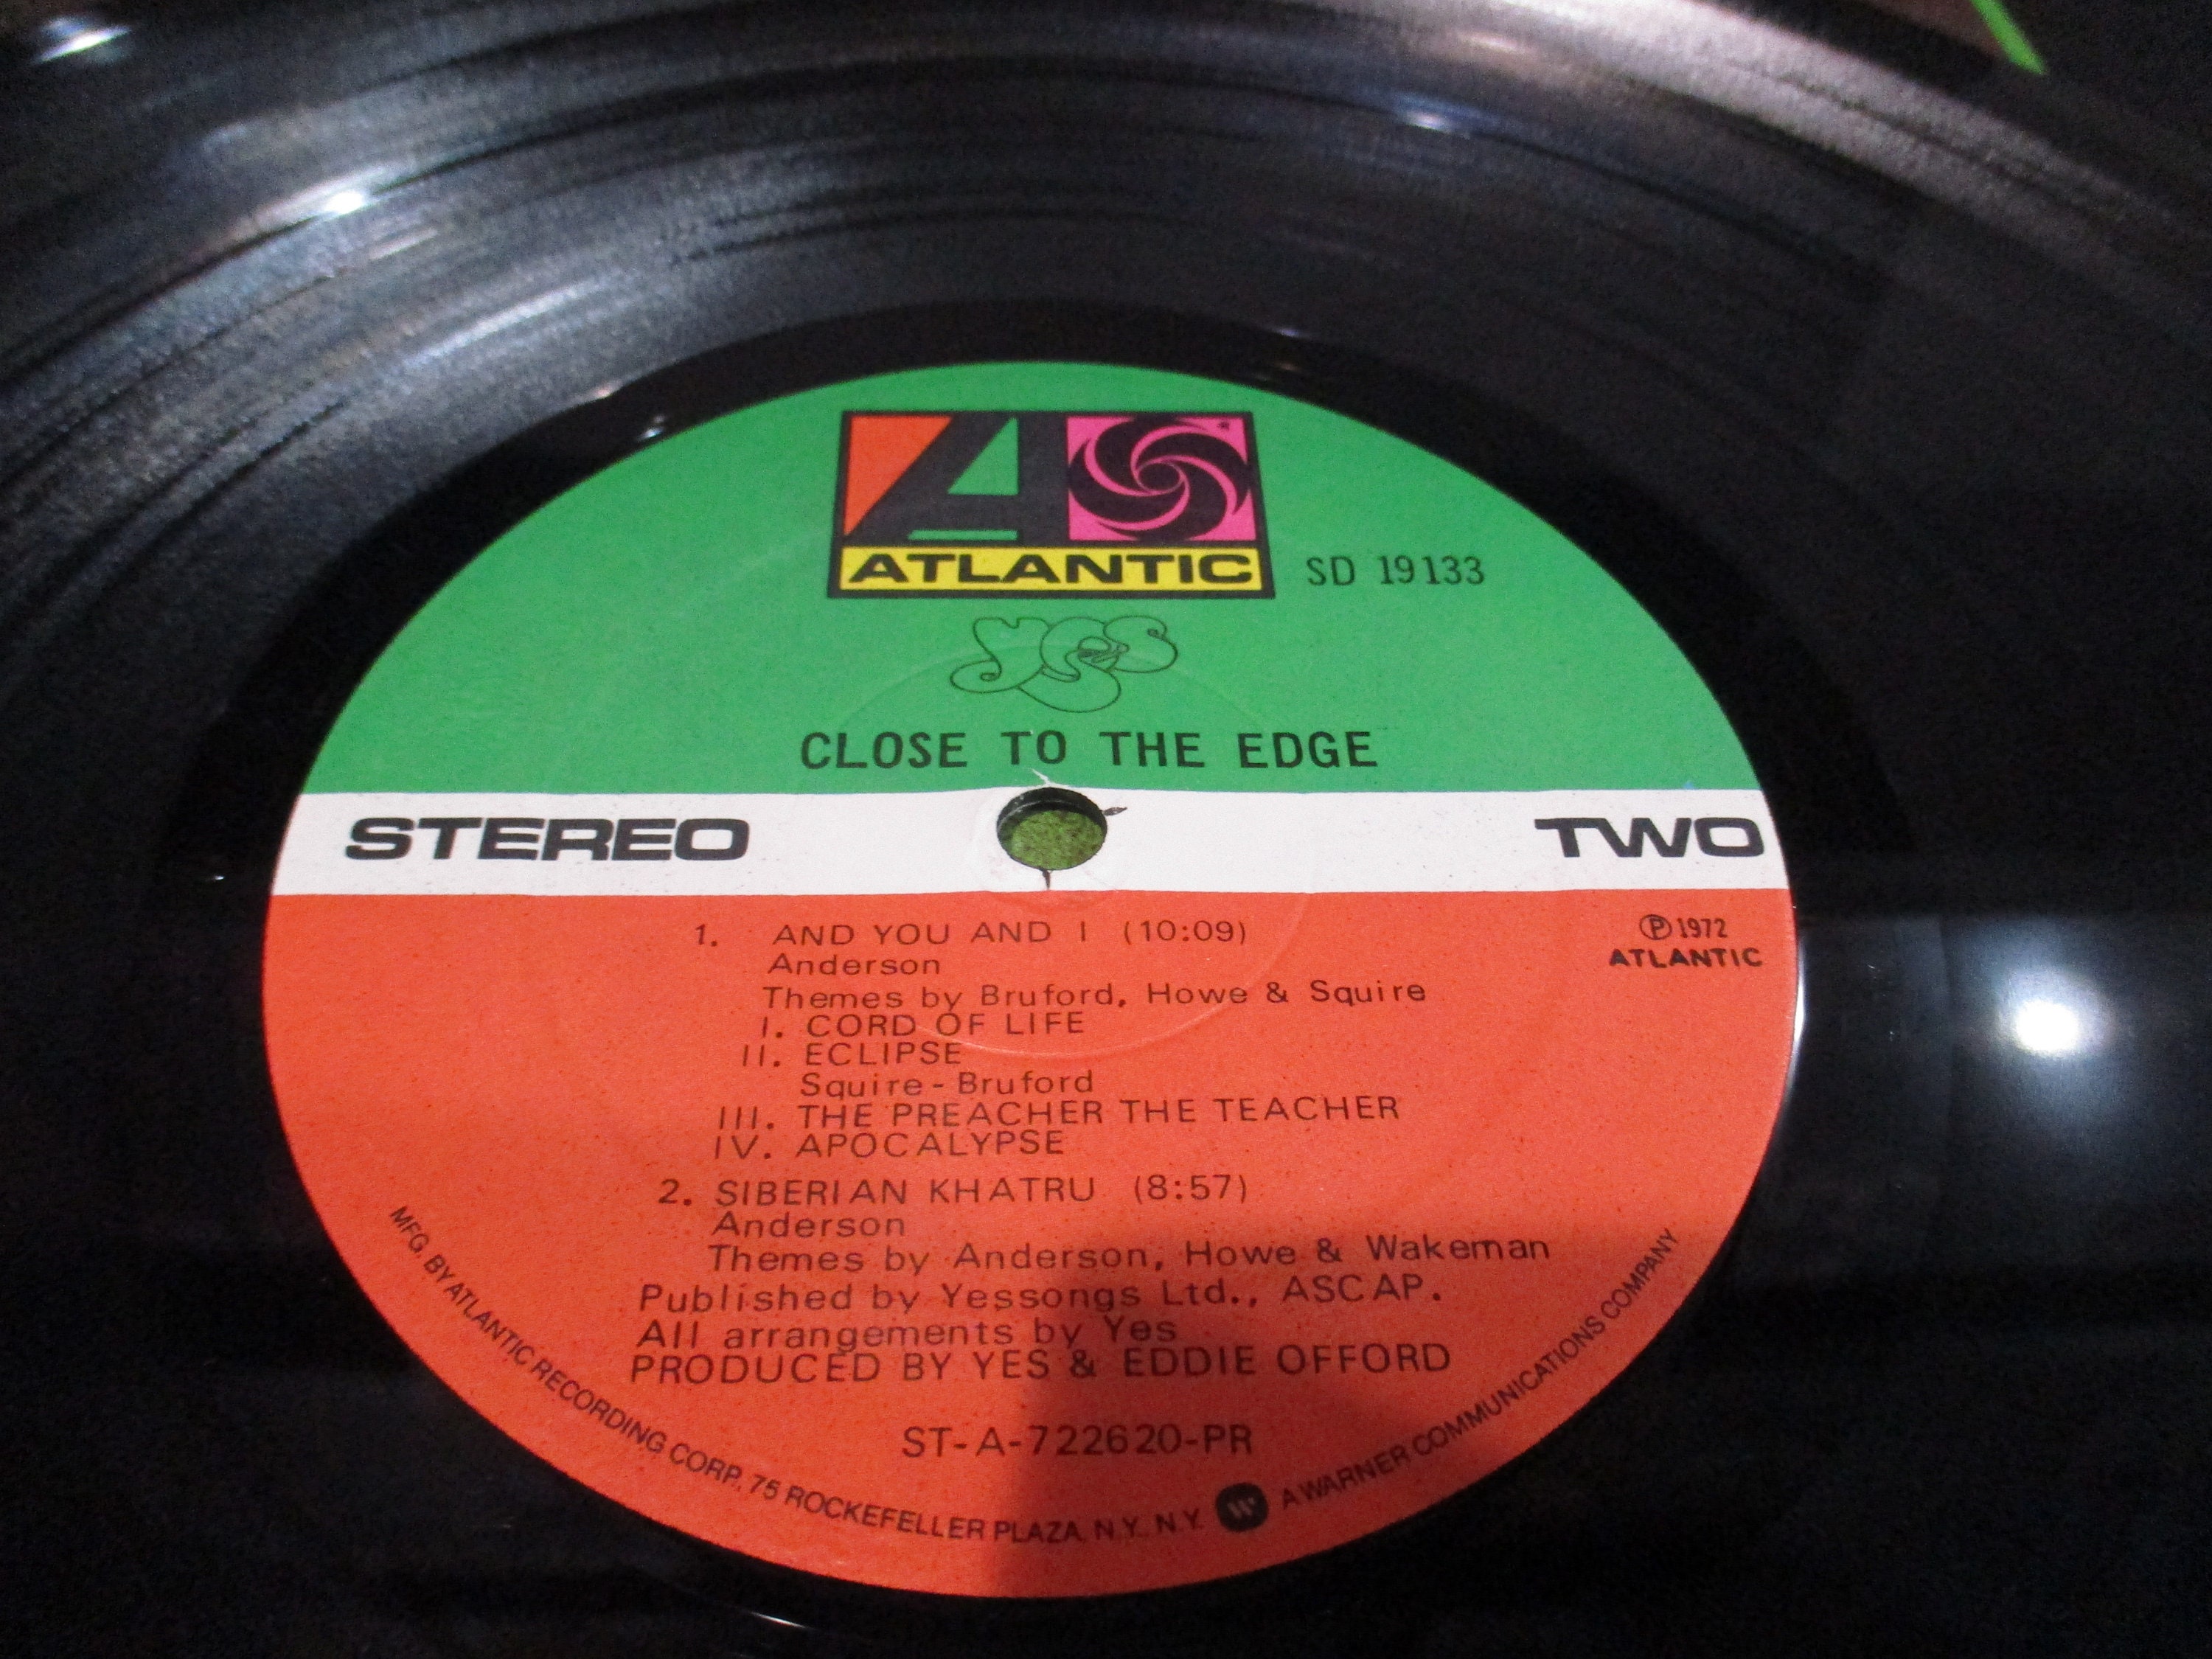 ATLANTIC
SD 19133
yes
CLOSE TO THE EDGE
STEREO
TWO
1. AND YOU AND I (10:09)
Anderson
Themes by Bruford, Howe & Squire
I. CORD OF LIFE
II. ECLIPSE
Squire-Bruford
III. THE PREACHER THE TEACHER
IV. APOCALYPSE
℗ 1972
ATLANTIC
2. SIBERIAN KHATRU (8:57)
Anderson
Themes by Anderson, Howe & Wakeman
Published by Yessongs Ltd., ASCAP.
All arrangements by Yes
PRODUCED BY YES & EDDIE OFFORD
ST-A-722620-PR
MFG. BY ATLANTIC RECORDING CORP., 75 ROCKEFELLER PLAZA, N.Y., N.Y. W A WARNER COMMUNICATIONS COMPANY